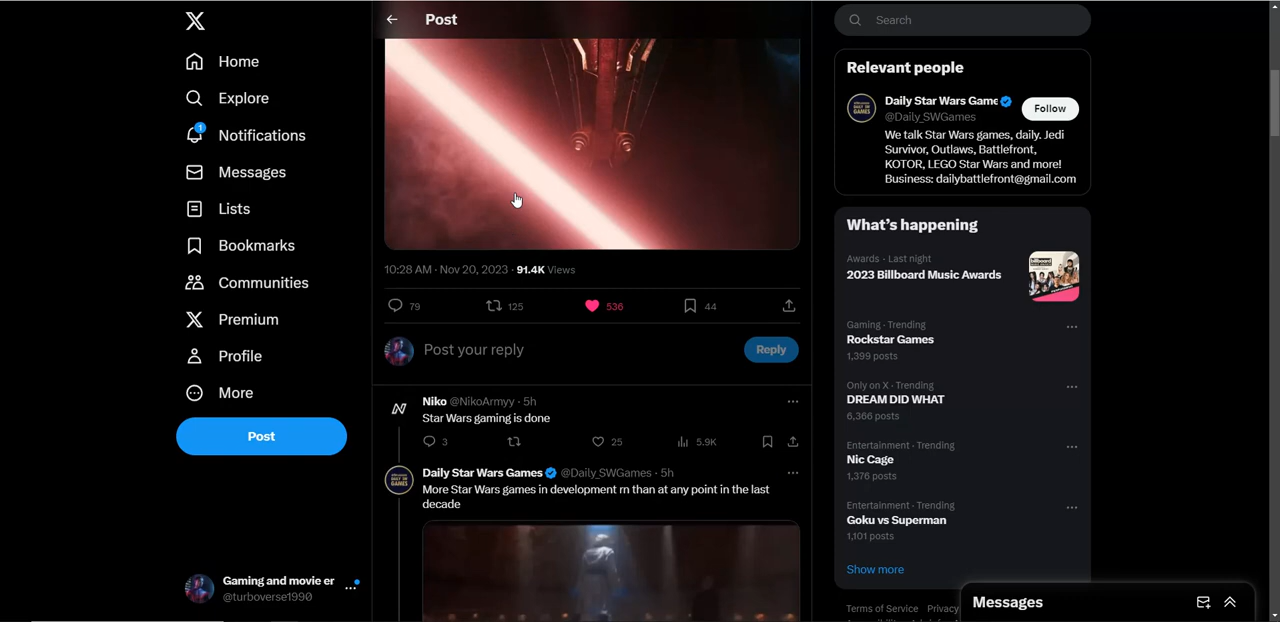 Home
Explore
1
Notifications
Messages
Lists
Bookmarks
Communities
Premium
Profile
More
Post
Gaming and movie er
@turboverse1990
Post
10:28 AM · Nov 20, 2023 · 91.4K Views
79 125 536 44
Post your reply
Reply
Niko @NikoArmyy · 5h
Star Wars gaming is done
3 25 5.9K
Daily Star Wars Games @Daily_SWGames · 5h
More Star Wars games in development rn than at any point in the last
decade
Search
Relevant people
Daily Star Wars Game
@Daily_SWGames
Follow
We talk Star Wars games, daily. Jedi
Survivor, Outlaws, Battlefront,
KOTOR, LEGO Star Wars and more!
Business: dailybattlefront@gmail.com
What's happening
Awards · Last night
2023 Billboard Music Awards
Gaming · Trending
Rockstar Games
1,399 posts
Only on X · Trending
DREAM DID WHAT
6,366 posts
Entertainment · Trending
Nic Cage
1,376 posts
Entertainment · Trending
Goku vs Superman
1,101 posts
Show more
Terms of Service Privacy
Messages